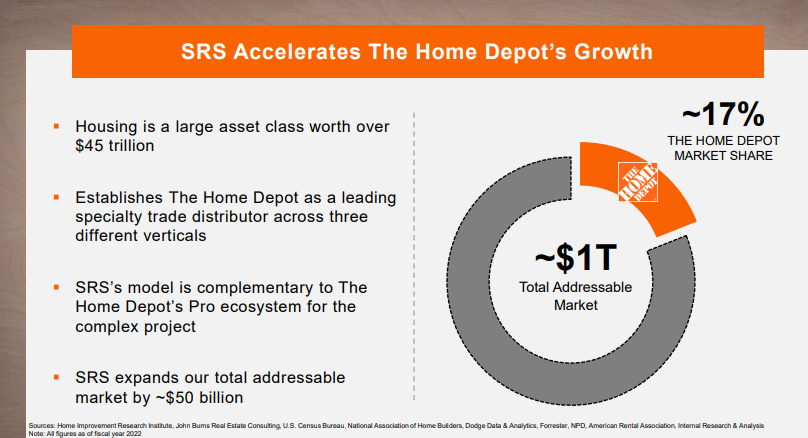 SRS Accelerates The Home Depot's Growth
▪ Housing is a large asset class worth over
$45 trillion
▪ Establishes The Home Depot as a leading
specialty trade distributor across three
different verticals
▪ SRS's model is complementary to The
Home Depot's Pro ecosystem for the
complex project
▪ SRS expands our total addressable
market by ~$50 billion
~17%
THE HOME DEPOT
MARKET SHARE
THE
HOME
DEPOT
~$1T
Total Addressable
Market
Sources: Home Improvement Research Institute, John Burns Real Estate Consulting, U.S. Census Bureau, National Association of Home Builders, Dodge Data & Analytics, Forrester, NPD, American Rental Association, Internal Research & Analysis
Note: All figures as of fiscal year 2022